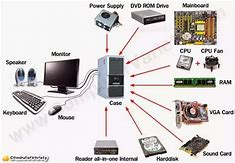 Power Supply
DVD ROM Drive
Mainboard
Monitor
CPU
CPU Fan
Speaker
Mouse
RAM
Keyboard
Case
VGA Card
Reader all-in-one Internal
Harddisk
Sound Card